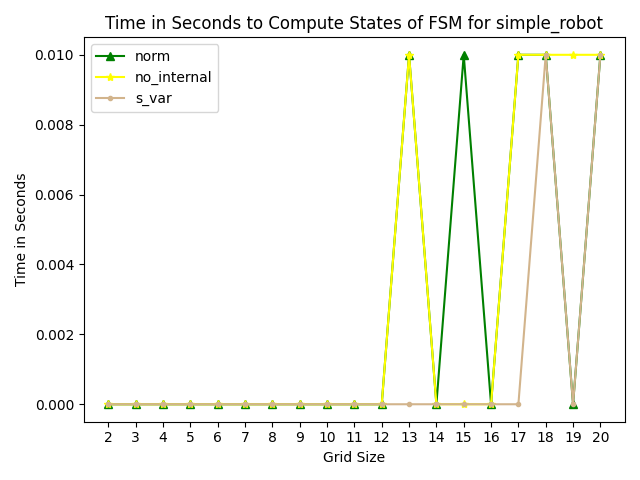 Time in Seconds to Compute States of FSM for simple_robot
norm
no_internal
s_var
0.010
0.008
0.006
0.004
0.002
0.000
Time in Seconds
2 3 4 5 6 7 8 9 10 11 12 13 14 15 16 17 18 19 20
Grid Size